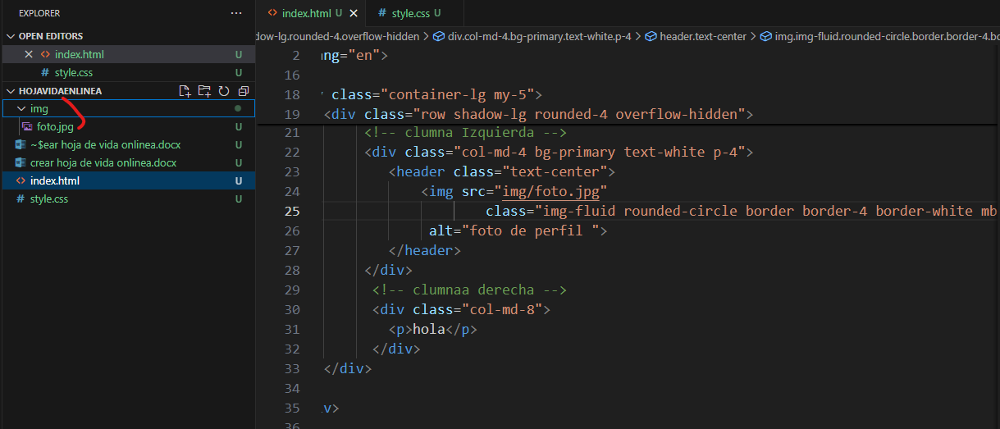 EXPLORER ...
OPEN EDITORS
index.html U
style.css U
HOJAVIDAENLINEA
img
foto.jpg U
~$ear hoja de vida onlinea.docx U
crear hoja de vida onlinea.docx U
index.html U
style.css U
index.html U
style.css U
dow-lg.rounded-4.overflow-hidden > div.col-md-4.bg-primary.text-white.p-4 > header.text-center > img.img-fluid.rounded-circle.border.border-4.bo
2 ang="en">
16
18 class="container-lg my-5">
19 <div class="row shadow-lg rounded-4 overflow-hidden">
21 <!-- clumna Izquierda -->
22 <div class="col-md-4 bg-primary text-white p-4">
23 <header class="text-center">
24 <img src="img/foto.jpg"
25 class="img-fluid rounded-circle border border-4 border-white mb
26 alt="foto de perfil ">
27 </header>
28 </div>
29 <!-- clumnaa derecha -->
30 <div class="col-md-8">
31 <p>hola</p>
32 </div>
33 </div>
34
35 iv>
36